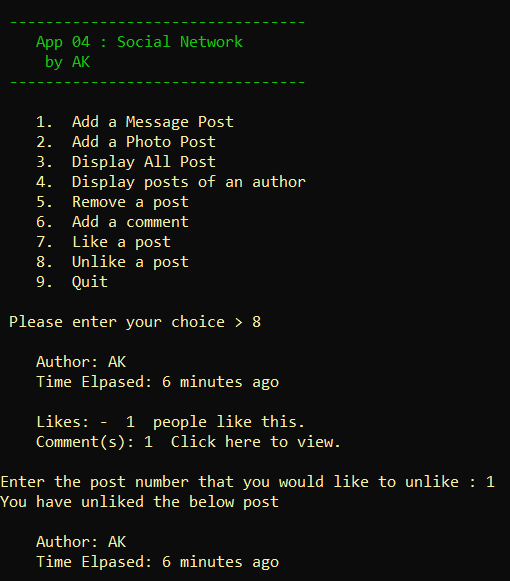 ---------------------------------
App 04 : Social Network
by AK
---------------------------------
1. Add a Message Post
2. Add a Photo Post
3. Display All Post
4. Display posts of an author
5. Remove a post
6. Add a comment
7. Like a post
8. Unlike a post
9. Quit
Please enter your choice > 8
Author: AK
Time Elpased: 6 minutes ago
Likes: - 1 people like this.
Comment(s): 1 Click here to view.
Enter the post number that you would like to unlike : 1
You have unliked the below post
Author: AK
Time Elpased: 6 minutes ago